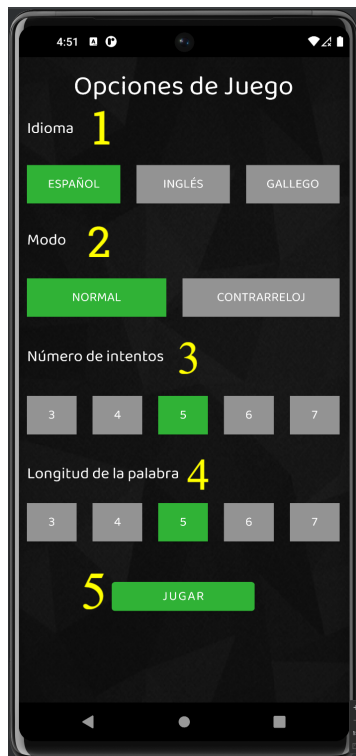 4:51
Opciones de Juego
Idioma 1
ESPAÑOL INGLÉS GALLEGO
Modo 2
NORMAL CONTRARRELOJ
Número de intentos 3
3 4 5 6 7
Longitud de la palabra 4
3 4 5 6 7
5 JUGAR